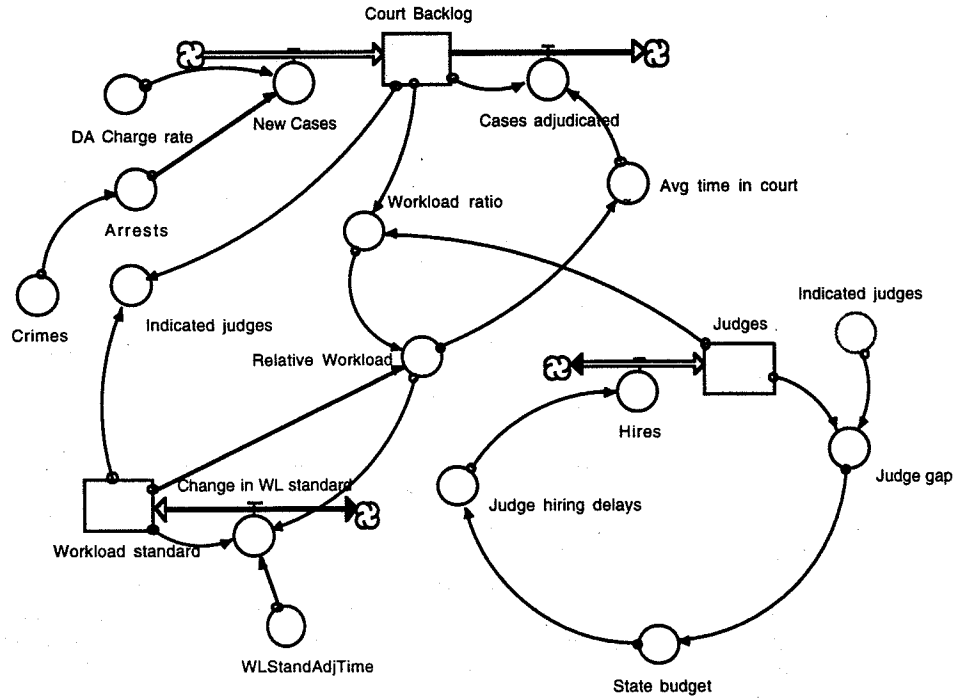 Court Backlog
New Cases
Cases adjudicated
DA Charge rate
Avg time in court
Workload ratio
Arrests
Indicated judges
Crimes
Indicated judges
Judges
Relative Workload
Hires
Judge gap
Change in WL standard
Judge hiring delays
Workload standard
WLStandAdjTime
State budget